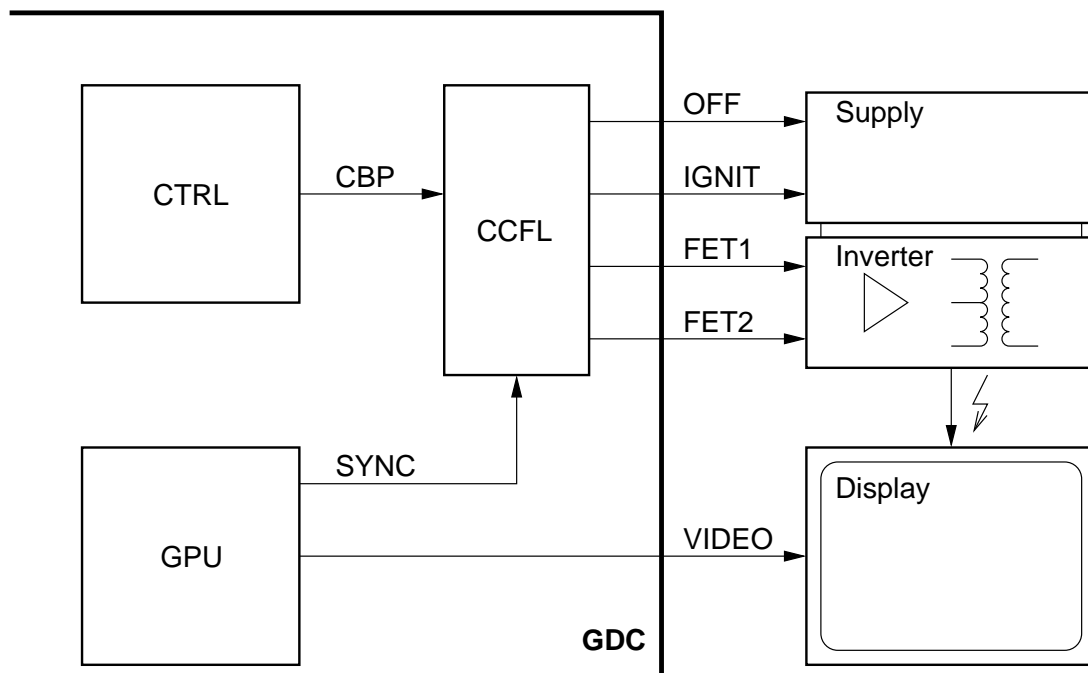 OFF
Supply
CTRL
CBP
IGNIT
CCFL
FET1
Inverter
FET2
SYNC
Display
GPU
VIDEO
GDC